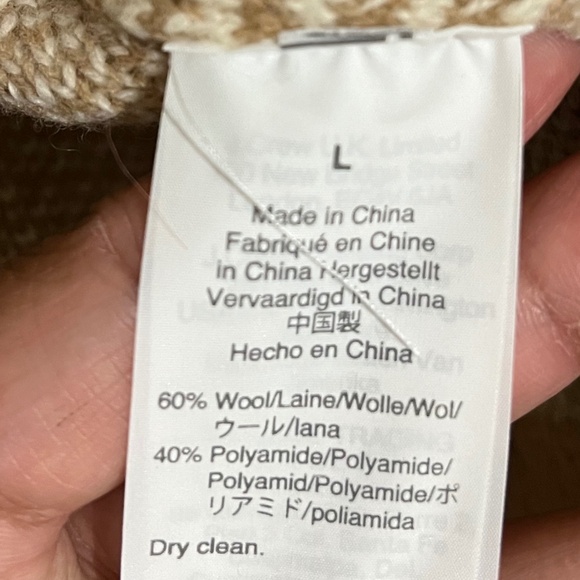 L
Made in China
Fabriqué en Chine
in China Hergestellt
Vervaardigd in China
中国製
Hecho en China
60% Wool/Laine/Wolle/Wol/
ウール/lana
40% Polyamide/Polyamide/
Polyamid/Polyamide/ポ
リアミド/poliamida
Dry clean.